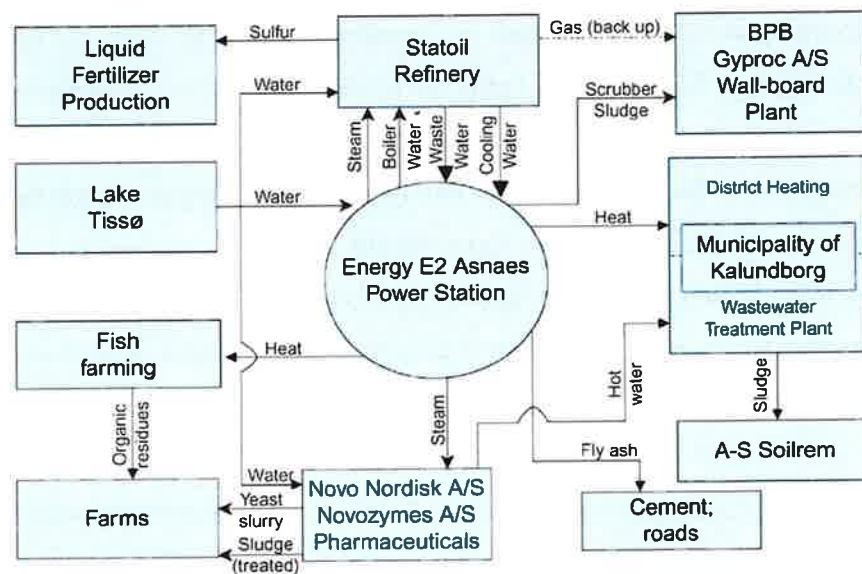 Liquid
Fertilizer
Production
Sulfur
Statoil
Refinery
Gas (back up)
BPB
Gyproc A/S
Wall-board
Plant
Water
Scrubber
Sludge
Steam
Boiler
Water
Waste
Water
Cooling
Water
Lake
Tissø
Water
District Heating
Heat
Municipality of
Kalundborg
Wastewater
Treatment Plant
Energy E2 Asnaes
Power Station
Fish
farming
Heat
Hot
water
Sludge
Organic
residues
Steam
A-S Soilrem
Fly ash
Water
Yeast
slurry
Sludge
(treated)
Farms
Novo Nordisk A/S
Novozymes A/S
Pharmaceuticals
Cement;
roads